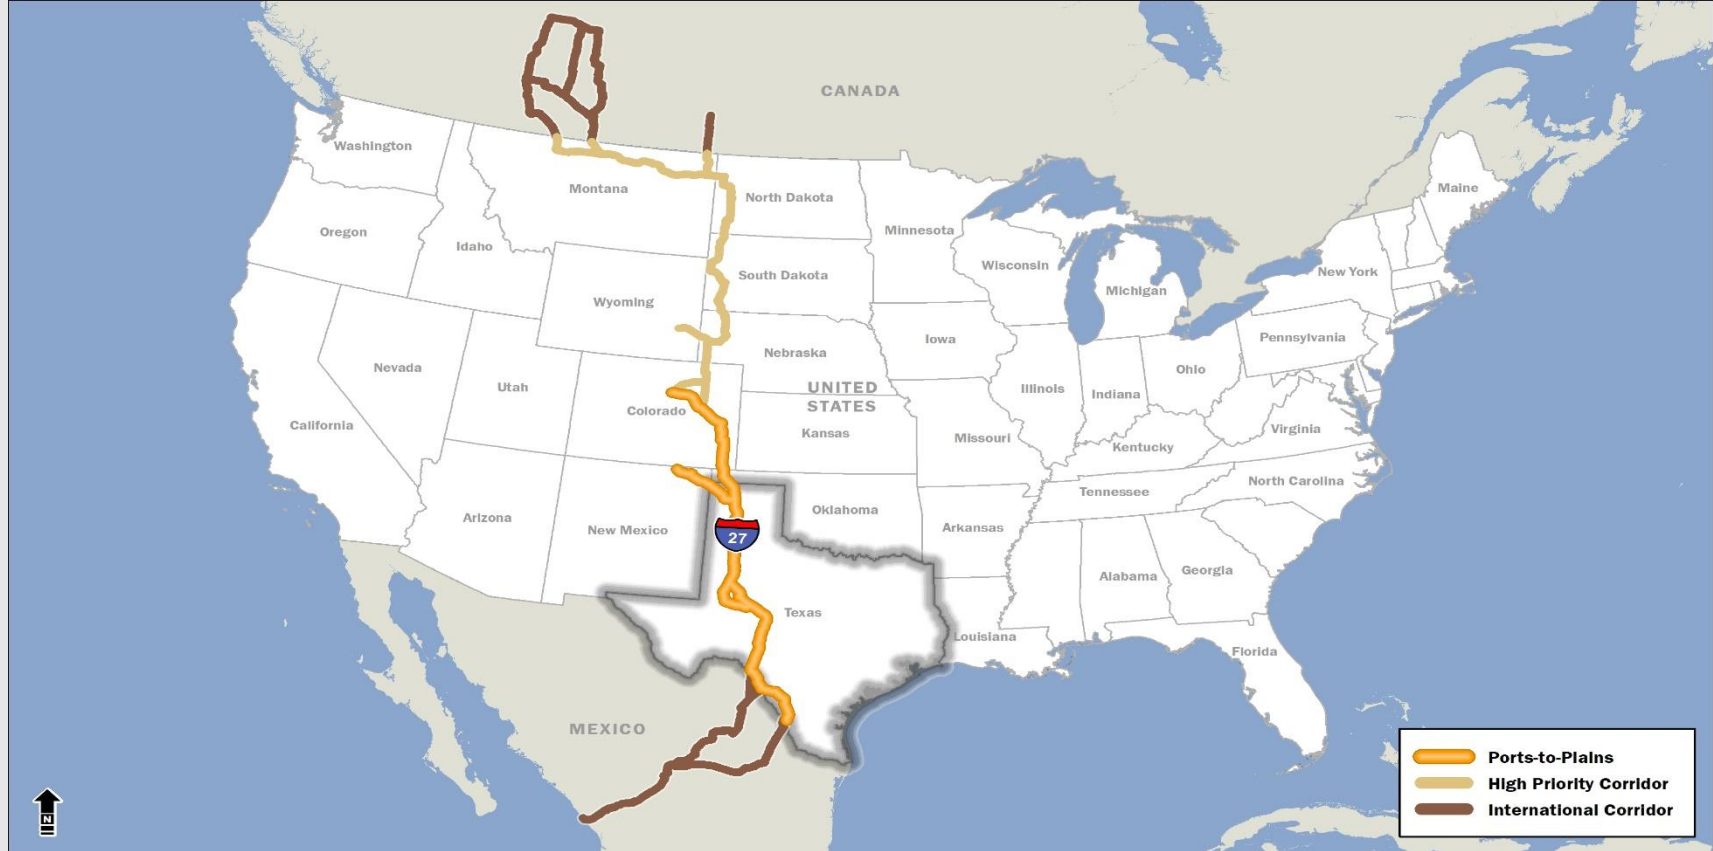 CANADA
Washington
Montana
North Dakota
Minnesota
Maine
Oregon
Idaho
South Dakota
Wisconsin
Michigan
New York
Wyoming
Nebraska
Iowa
Pennsylvania
Nevada
Utah
Colorado
UNITED
STATES
Illinois
Indiana
Ohio
California
Kansas
Missouri
Kentucky
Virginia
Arizona
New Mexico
Oklahoma
Arkansas
Tennessee
North Carolina
27
Texas
Louisiana
Alabama
Georgia
Florida
MEXICO
N
Ports-to-Plains
High Priority Corridor
International Corridor